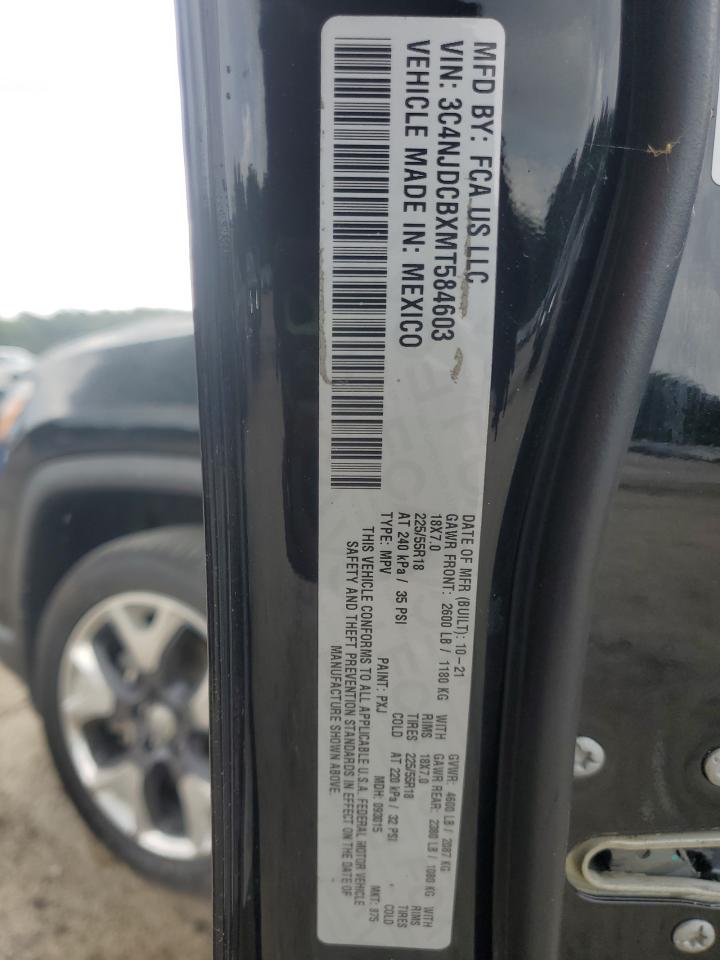 MFD BY: FCA US LLC
VIN: 3C4NJDCBXMT584603
VEHICLE MADE IN: MEXICO
DATE OF MFR (BUILT): 10-21 GVWR: 4600 LB / 2087 KG
GAWR FRONT: 2600 LB / 1180 KG WITH GAWR REAR: 2380 LB / 1080 KG WITH
18X7.0 RIMS 18X7.0 RIMS
225/55R18 TIRES 225/55R18 TIRES
AT 240 kPa / 35 PSI COLD AT 220 kPa / 32 PSI COLD
TYPE: MPV PAINT: PXJ MDH: 093015 MKT: 875
THIS VEHICLE CONFORMS TO ALL APPLICABLE U.S.A. FEDERAL MOTOR VEHICLE
SAFETY AND THEFT PREVENTION STANDARDS IN EFFECT ON THE DATE OF
MANUFACTURE SHOWN ABOVE.